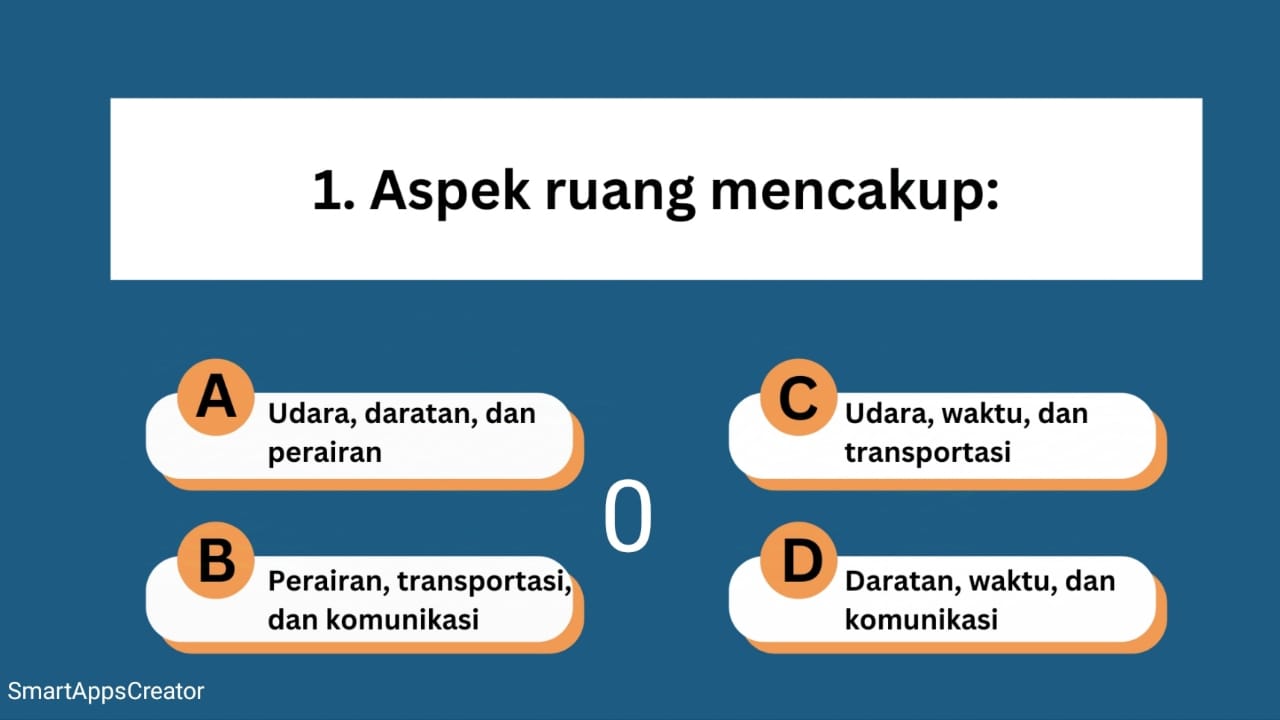 1. Aspek ruang mencakup:
A
Udara, daratan, dan
perairan
B
Perairan, transportasi,
dan komunikasi
C
Udara, waktu, dan
transportasi
D
Daratan, waktu, dan
komunikasi
0
SmartAppsCreator